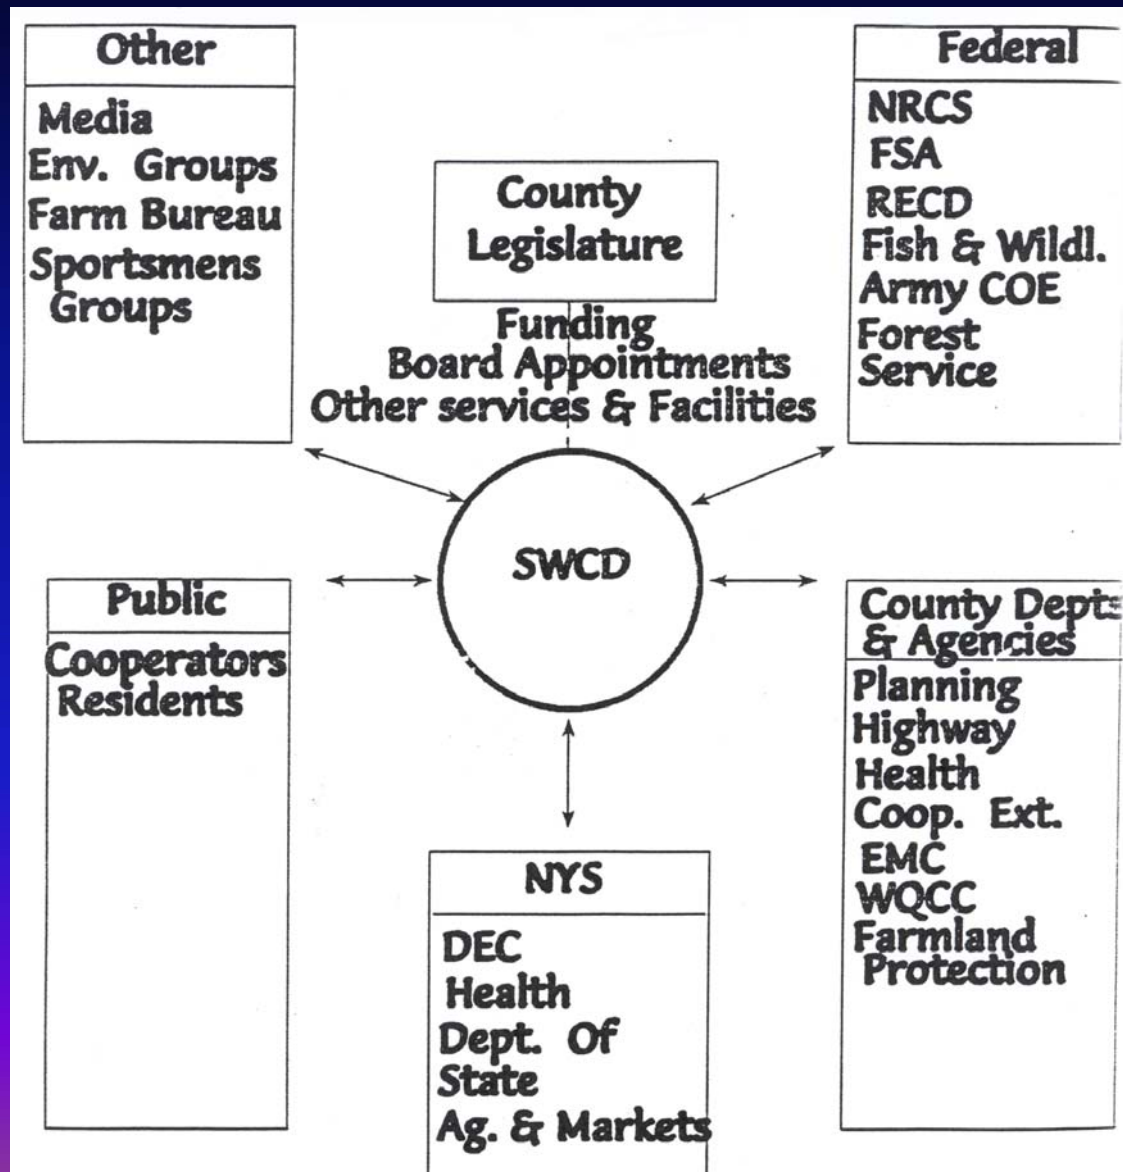 Other
Media
Env. Groups
Farm Bureau
Sportsmens
Groups
County
Legislature
Funding
Board Appointments
Other services & Facilities
Federal
NRCS
FSA
RECD
Fish & Wildl.
Army COE
Forest
Service
SWCD
Public
Cooperators
Residents
County Depts
& Agencies
Planning
Highway
Health
Coop. Ext.
EMC
WQCC
Farmland
Protection
NYS
DEC
Health
Dept. Of
State
Ag. & Markets